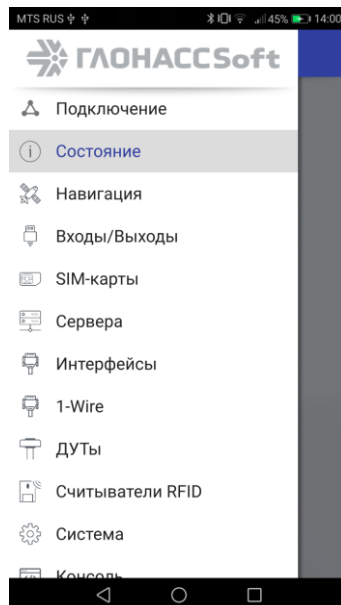 MTS RUS 45% 14:00
ГЛОНАССSoft
Подключение
Состояние
Навигация
Входы/Выходы
SIM-карты
Сервера
Интерфейсы
1-Wire
ДУТы
Считыватели RFID
Система
Консоль